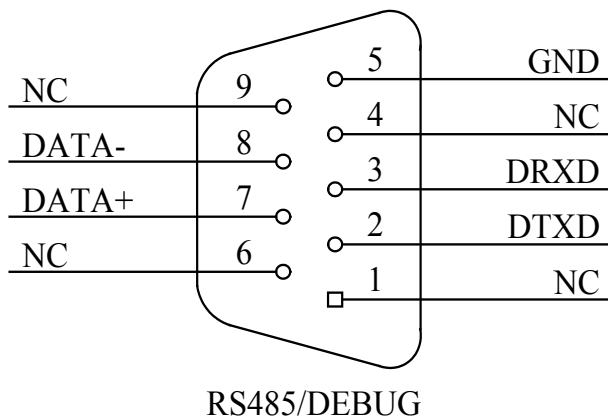 5 GND
NC 9
4 NC
DATA- 8
3 DRXD
DATA+ 7
2 DTXD
NC 6
1 NC
RS485/DEBUG